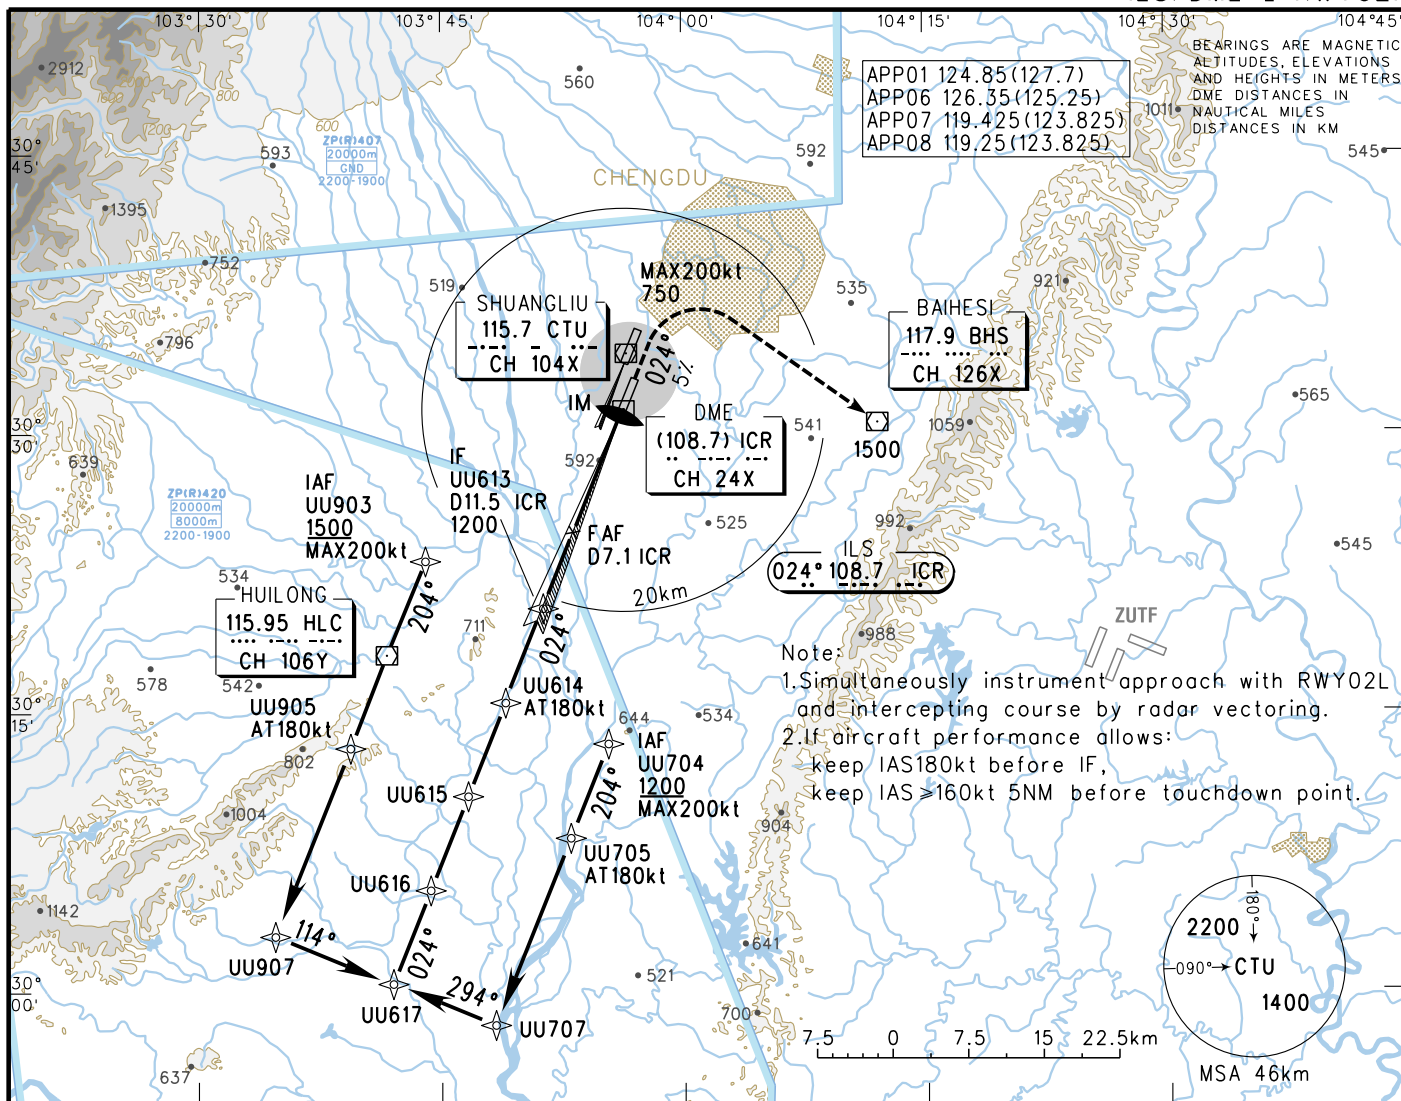 103° 30'
103° 45'
104° 00'
104° 15'
104° 30'
104° 45'
BEARINGS ARE MAGNETIC
ALTITUDES, ELEVATIONS
AND HEIGHTS IN METERS
DME DISTANCES IN
NAUTICAL MILES
DISTANCES IN KM
APP01 124.85(127.7)
APP06 126.35(125.25)
APP07 119.425(123.825)
APP08 119.25(123.825)
2912
2000
1600
1200
800
600
560
1011
545
30°
45'
593
ZP(R)407
20000m
GND
2200-1900
592
CHENGDU
1395
752
519
796
MAX200kt
750
535
921
SHUANGLIU
115.7 CTU
CH 104X
BAIHESI
117.9 BHS
CH 126X
024°
5%
IM
DME
(108.7) ICR
CH 24X
541
1500
1059
565
30°
30'
639
ZP(R)420
20000m
8000m
2200-1900
IAF
UU903
1500
MAX200kt
IF
UU613
D11.5 ICR
1200
592
FAF
D7.1 ICR
525
992
545
ILS
024° 108.7 ICR
20km
534
HUILONG
115.95 HLC
CH 106Y
204°
711
024°
988
ZUTF
578
542
UU905
AT180kt
UU614
AT180kt
644
534
Note:
1.Simultaneously instrument approach with RWY02L
and intercepting course by radar vectoring.
2.If aircraft performance allows:
keep IAS180kt before IF,
keep IAS≥160kt 5NM before touchdown point.
30°
15'
802
IAF
UU704
1200
MAX200kt
204°
UU615
1004
904
UU705
AT180kt
UU616
1142
114°
UU907
024°
641
180°
2200
090°
CTU
1400
MSA 46km
30°
00'
521
294°
UU617
UU707
700
7.5 0 7.5 15 22.5km
637